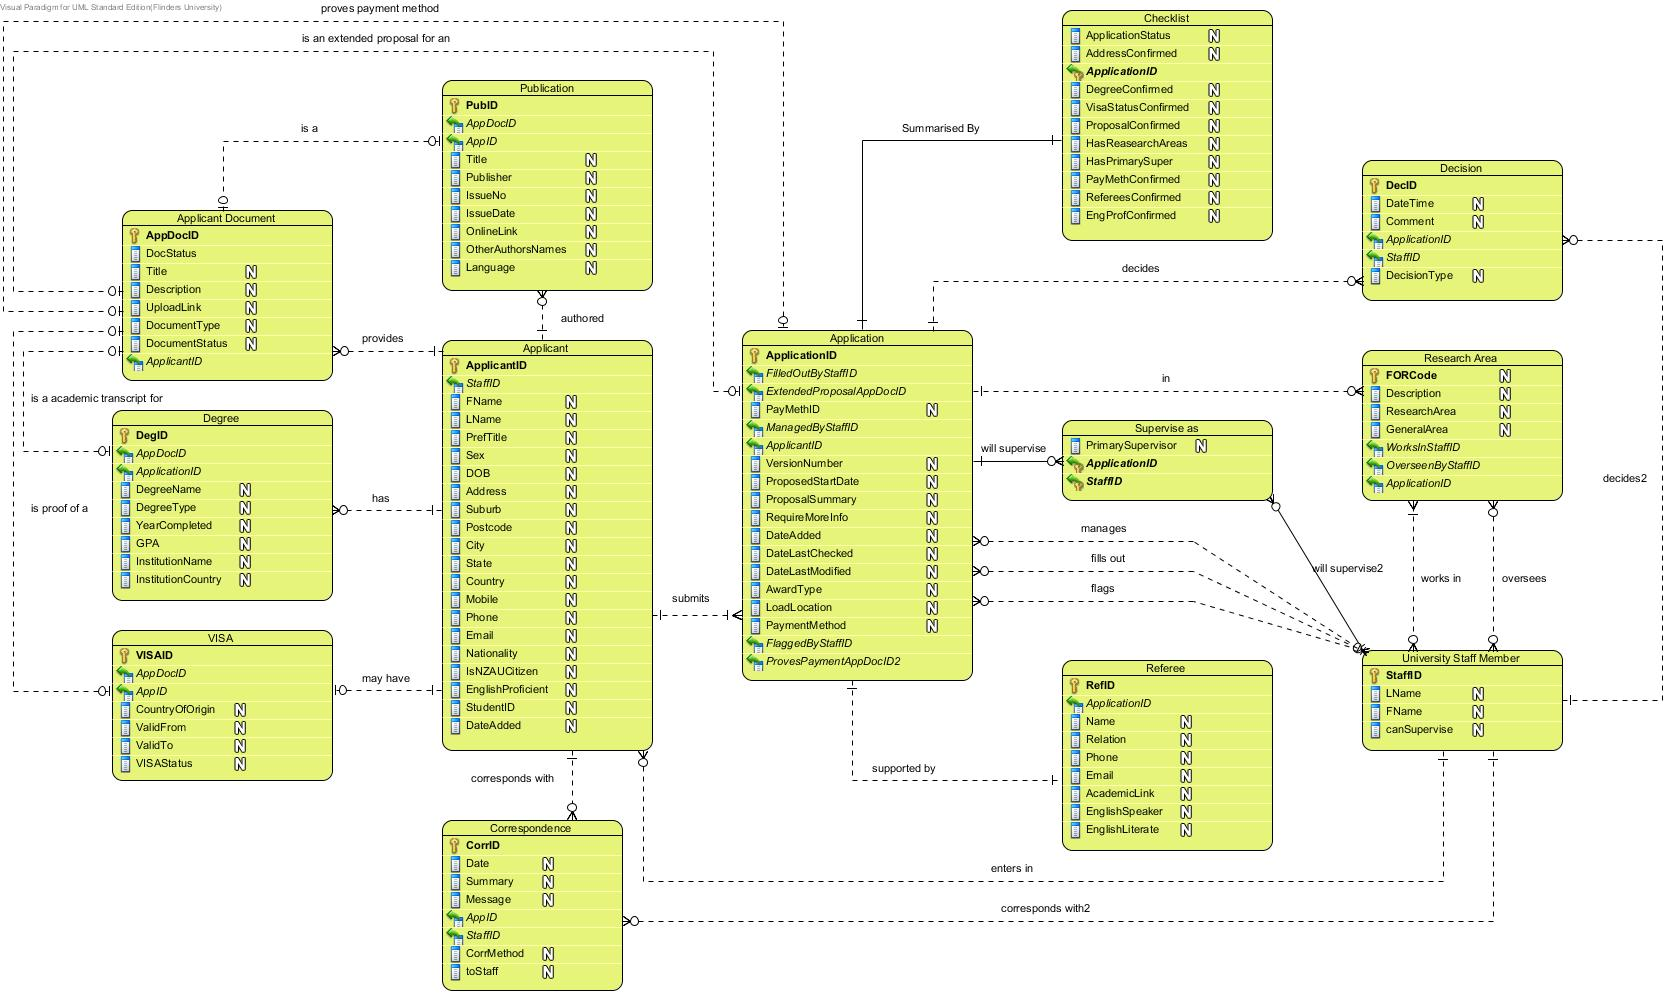 Visual Paradigm for UML Standard Edition(Flinders University)
proves payment method
is an extended proposal for an
Checklist
ApplicationStatus N
AddressConfirmed N
ApplicationID
DegreeConfirmed N
VisaStatusConfirmed N
ProposalConfirmed N
HasReasearchAreas N
HasPrimarySuper N
PayMethConfirmed N
RefereesConfirmed N
EngProfConfirmed N
Publication
PubID
AppDocID
AppID
Title N
Publisher N
IssueNo N
IssueDate N
OnlineLink N
OtherAuthorsNames N
Language N
is a
Summarised By
Decision
DecID
DateTime N
Comment N
ApplicationID
StaffID
DecisionType N
Applicant Document
AppDocID
DocStatus
Title N
Description N
UploadLink N
DocumentType N
DocumentStatus N
ApplicantID
decides
authored
provides
Applicant
ApplicantID
StaffID
FName N
LName N
PrefTitle N
Sex N
DOB N
Address N
Suburb N
Postcode N
City N
State N
Country N
Mobile N
Phone N
Email N
Nationality N
IsNZAUCitizen N
EnglishProficient N
StudentID N
DateAdded N
Application
ApplicationID
FilledOutByStaffID
ExtendedProposalAppDocID
PayMethID N
ManagedByStaffID
ApplicantID
VersionNumber N
ProposedStartDate N
ProposalSummary N
RequireMoreInfo N
DateAdded N
DateLastChecked N
DateLastModified N
AwardType N
LoadLocation N
PaymentMethod N
FlaggedByStaffID
ProvesPaymentAppDocID2
in
Research Area
FORCode N
Description N
ResearchArea N
GeneralArea N
WorksInStaffID
OverseenByStaffID
ApplicationID
is a academic transcript for
Degree
DegID
AppDocID
ApplicationID
DegreeName N
DegreeType N
YearCompleted N
GPA N
InstitutionName N
InstitutionCountry N
is proof of a
has
will supervise
Supervise as
PrimarySupervisor N
ApplicationID
StaffID
decides2
manages
fills out
flags
will supervise2
works in
oversees
submits
VISA
VISAID
AppDocID
AppID
CountryOfOrigin N
ValidFrom N
ValidTo N
VISAStatus N
may have
University Staff Member
StaffID
LName N
FName N
canSupervise N
Referee
RefID
ApplicationID
Name N
Relation N
Phone N
Email N
AcademicLink N
EnglishSpeaker N
EnglishLiterate N
supported by
corresponds with
Correspondence
CorrID
Date N
Summary N
Message N
AppID
StaffID
CorrMethod N
toStaff N
enters in
corresponds with2